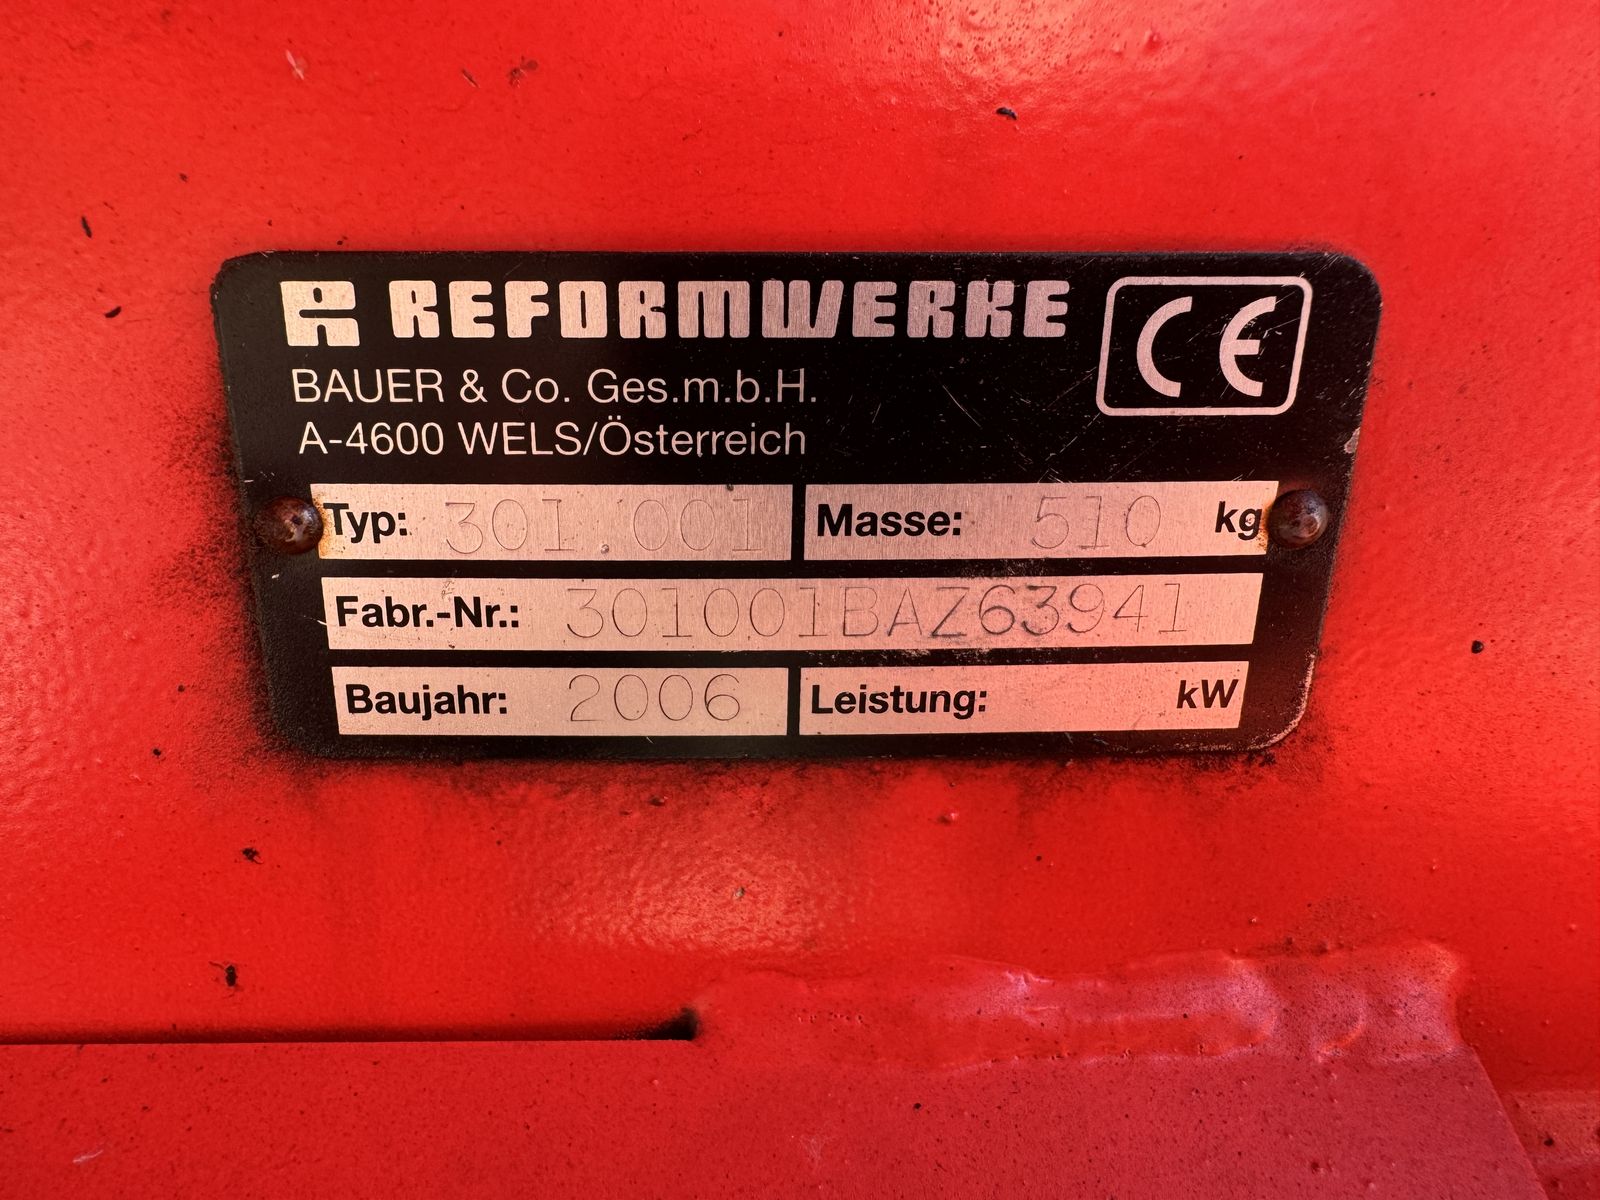 REFORMWERKE CE
BAUER & Co. Ges.m.b.H.
A-4600 WELS/Österreich
Typ: 301.001 Masse: 510 kg
Fabr.-Nr.: 301001BAZ63941
Baujahr: 2006 Leistung: kW